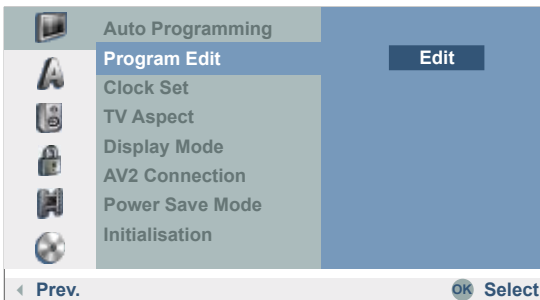 Auto Programming
Program Edit
Edit
Clock Set
TV Aspect
Display Mode
AV2 Connection
Power Save Mode
Initialisation
Prev.
OK Select